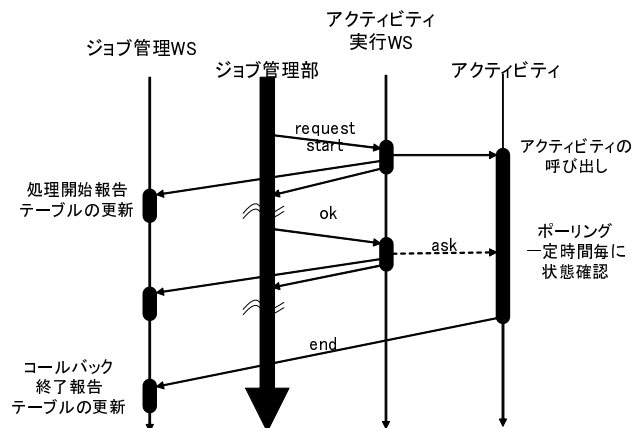 アクティビティ
実行WS
ジョブ管理WS
ジョブ管理部
アクティビティ
request
start
アクティビティの
呼び出し
処理開始報告
テーブルの更新
ok
ask
ポーリング
一定時間毎に
状態確認
end
コールバック
終了報告
テーブルの更新